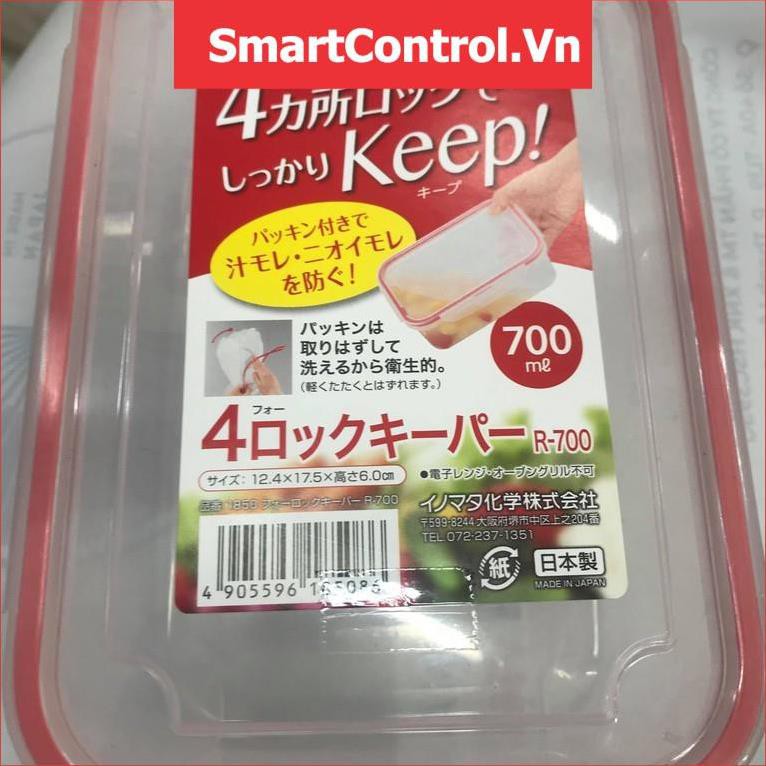 SmartControl.Vn
4カ所ロックで
しっかり Keep!
キープ
パッキン付きで
汁モレ・ニオイモレ
を防ぐ!
パッキンは
取りはずして
洗えるから衛生的。
(軽くたたくとはずれます。)
700
ml
フォー
4ロックキーパー R-700
サイズ: 12.4×17.5×高さ6.0cm
●電子レンジ・オーブングリル不可
品番 1850 フォーロックキーパー R-700
イノマタ化学株式会社
〒599-8244 大阪府堺市中区上之204番
TEL.072-237-1351
紙
日本製
MADE IN JAPAN
4 905596
JAPAN